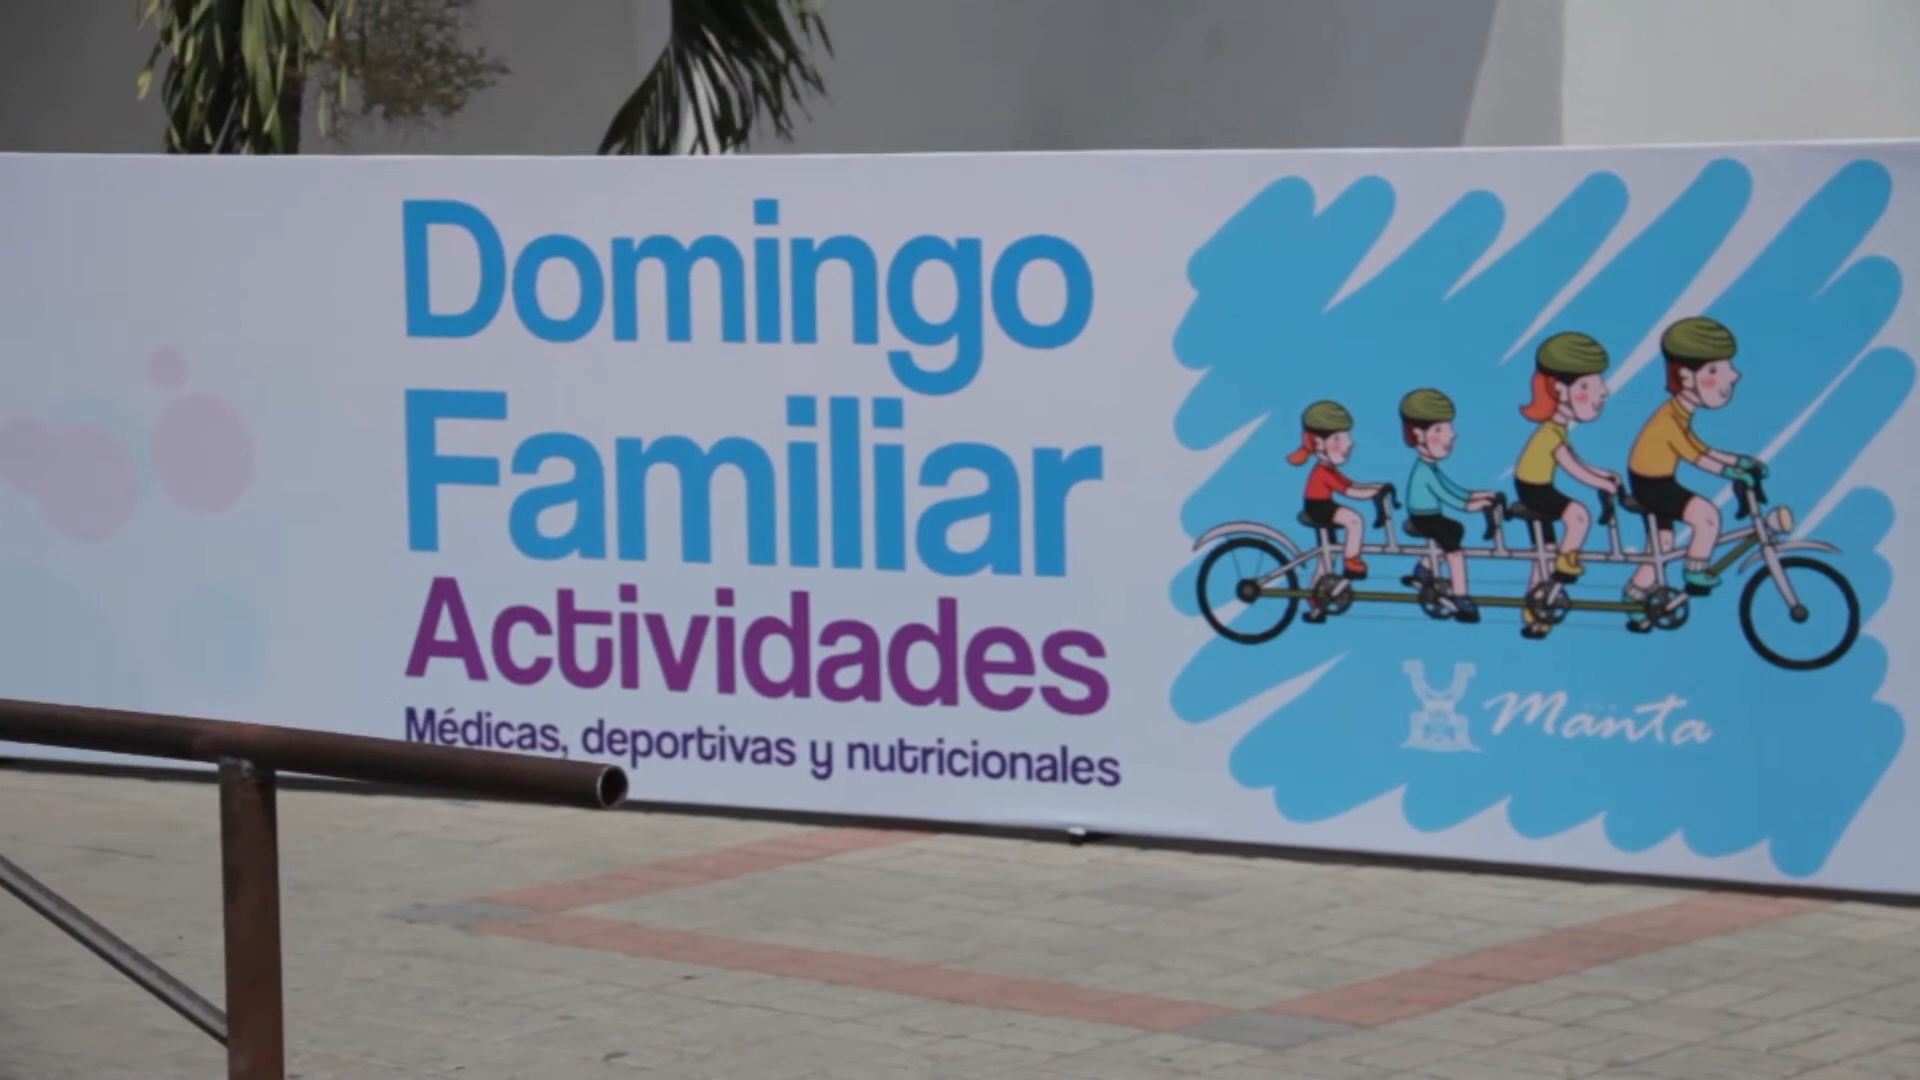 Domingo
Familiar
Actividades
Médicas, deportivas y nutricionales
Manta